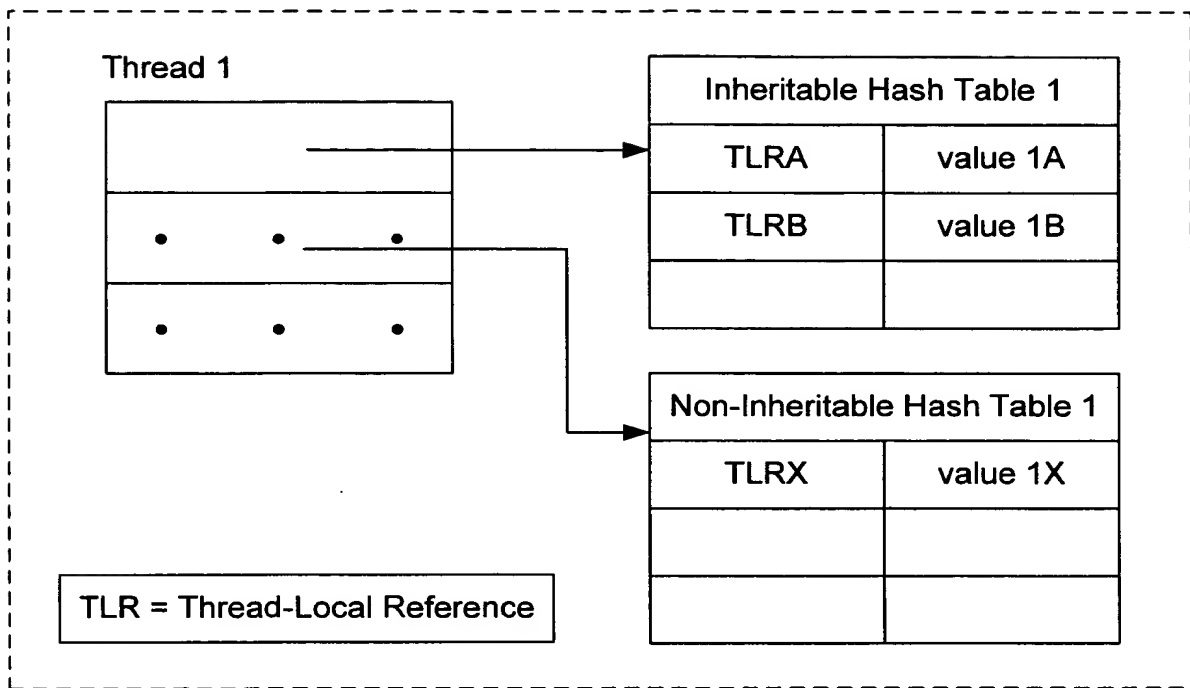 Thread 1
Inheritable Hash Table 1
TLRA value 1A
TLRB value 1B
Non-Inheritable Hash Table 1
TLRX value 1X
TLR = Thread-Local Reference